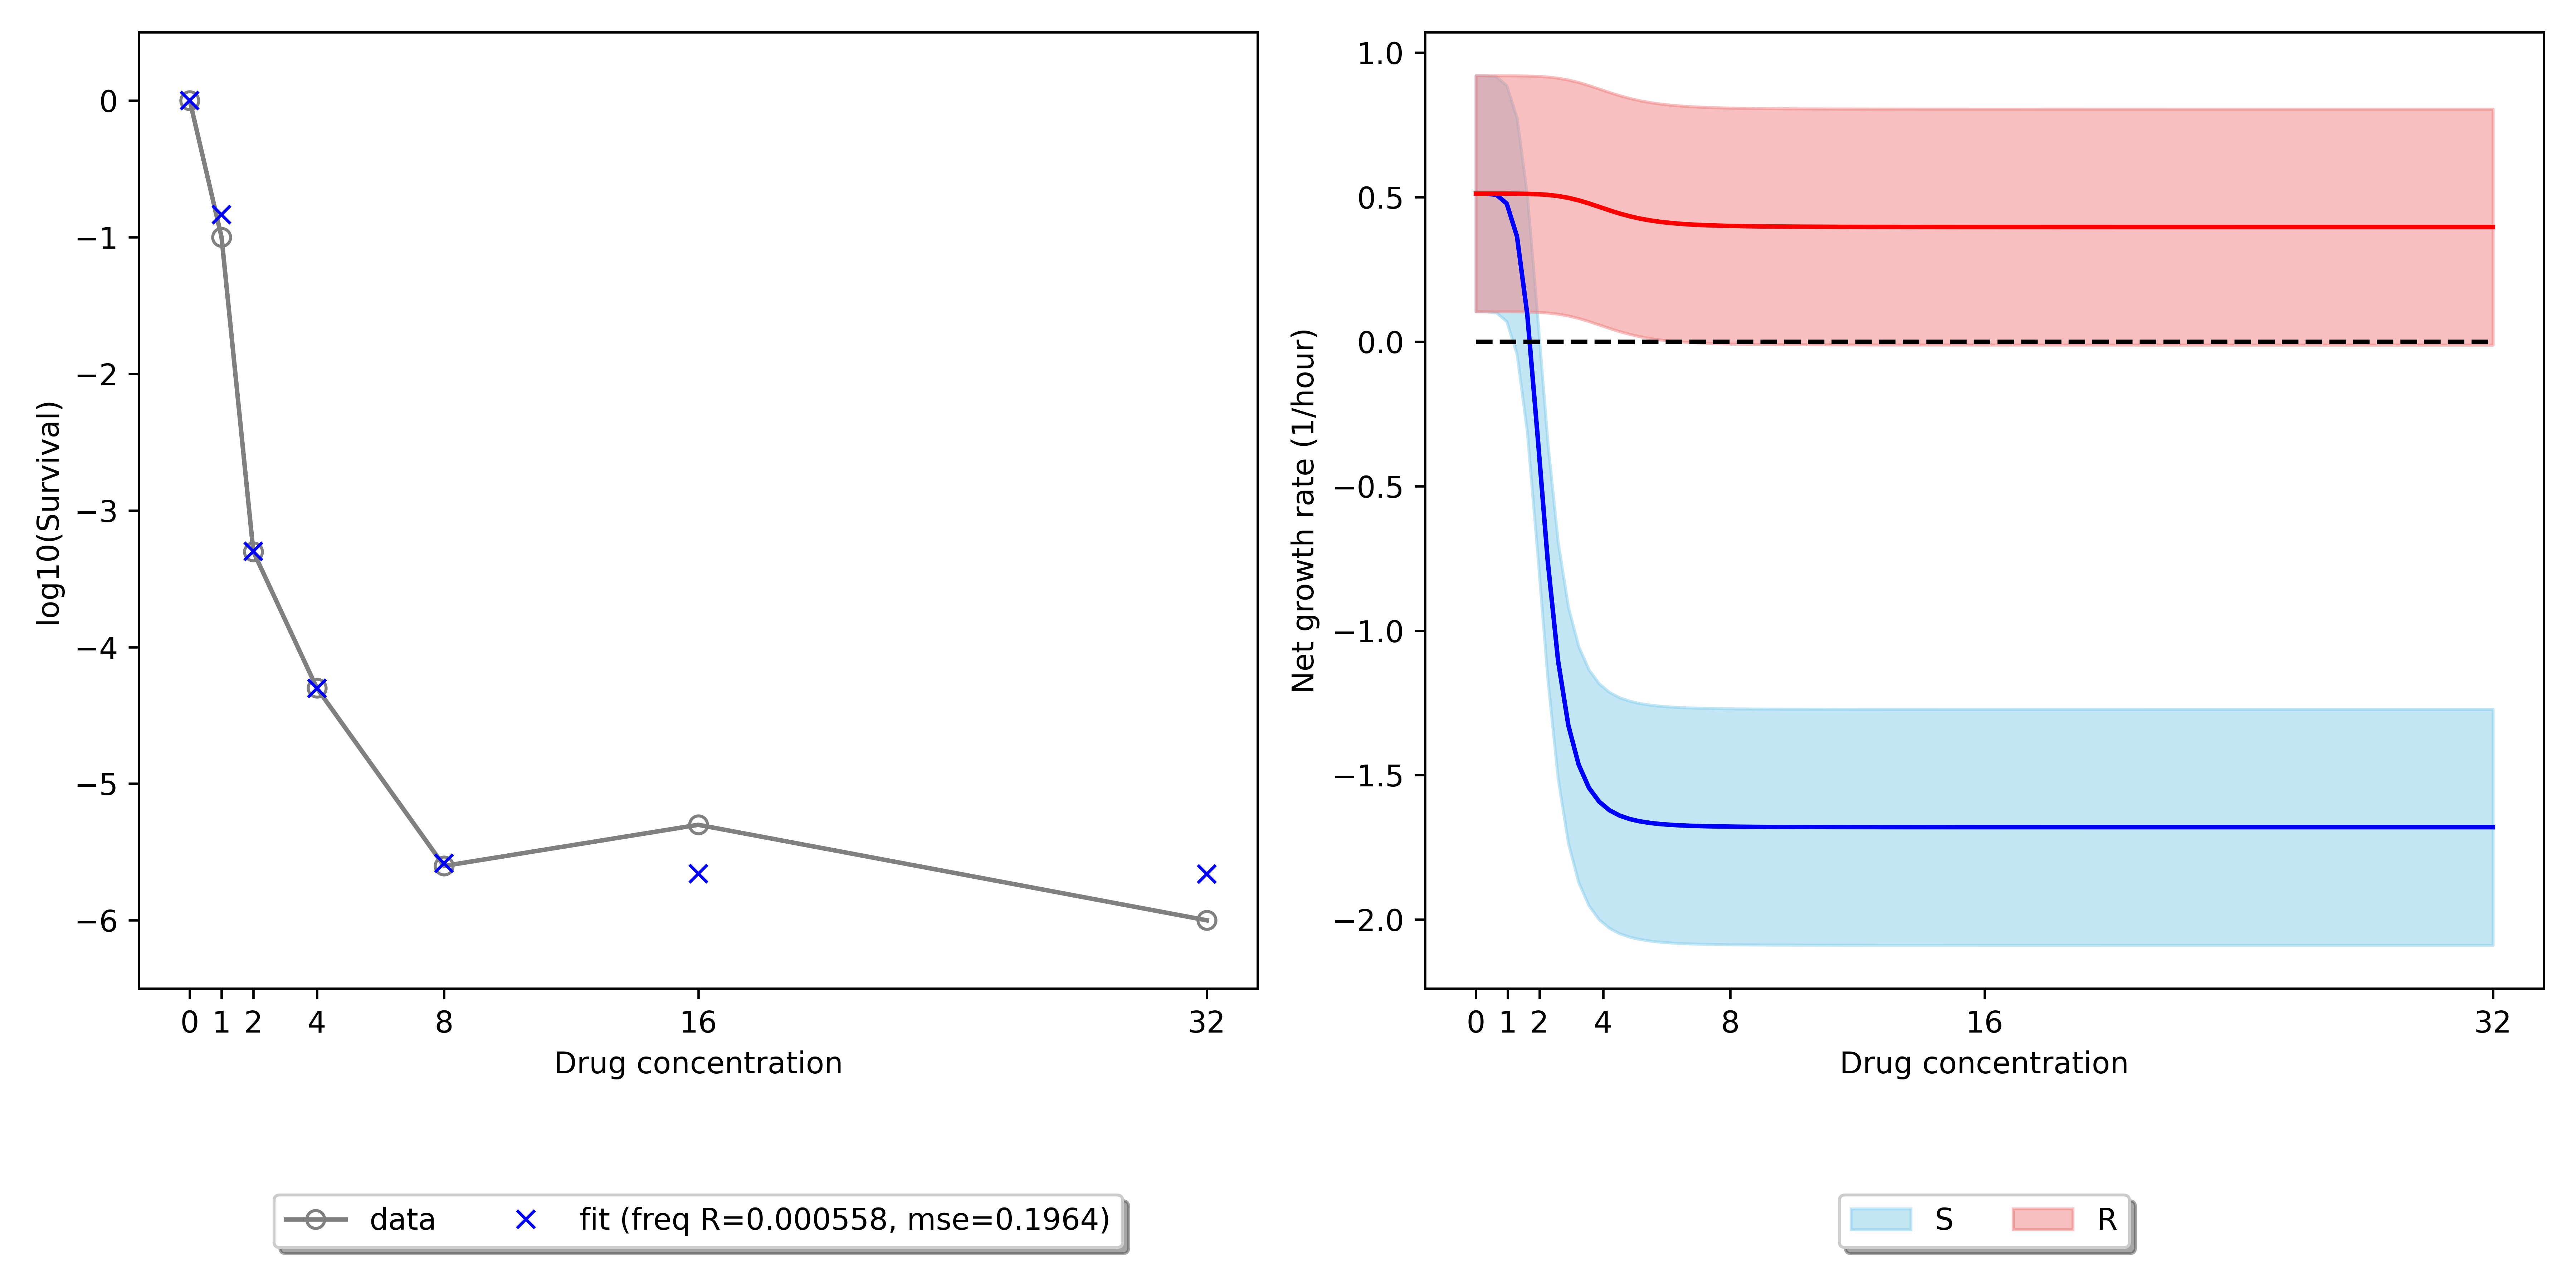 0
−1
−2
−3
−4
−5
−6
log10(Survival)
0 1 2 4 8 16 32
Drug concentration
data fit (freq R=0.000558, mse=0.1964)
1.0
0.5
0.0
−0.5
−1.0
−1.5
−2.0
Net growth rate (1/hour)
0 1 2 4 8 16 32
Drug concentration
S R